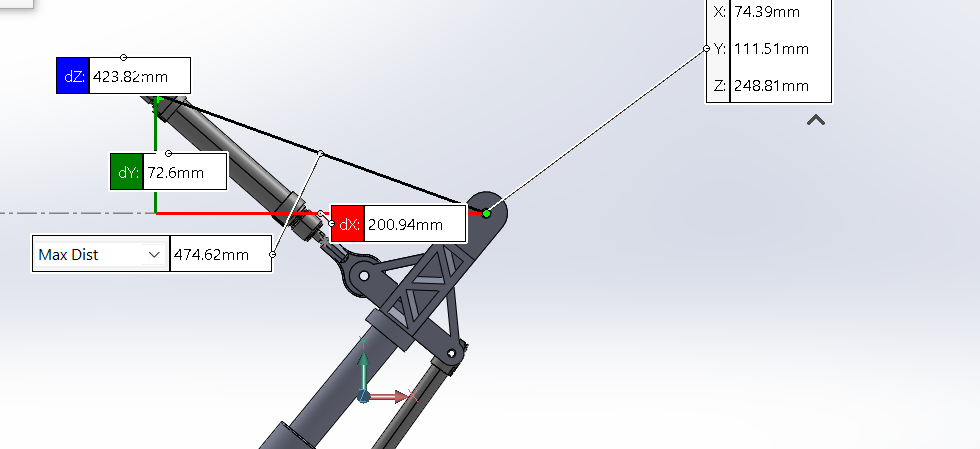 X: 74.39mm
Y: 111.51mm
Z: 248.81mm
dZ: 423.82mm
dY: 72.6mm
dX: 200.94mm
Max Dist 474.62mm
Y
X